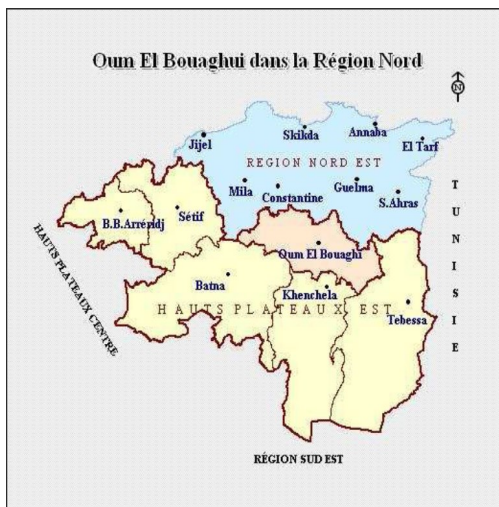 Oum El Bouaghui dans la Région Nord
N
Skikda
Annaba
Jijel
El Tarf
REGION NORD EST
Mila
Constantine
Guelma
S.Ahras
TUNISIE
B.B.Arréridj
Sétif
Oum El Bouaghi
HAUTS PLATEAUX CENTRE
Batna
Khenchela
HAUTS PLATEAUX EST
Tebessa
RÉGION SUD EST